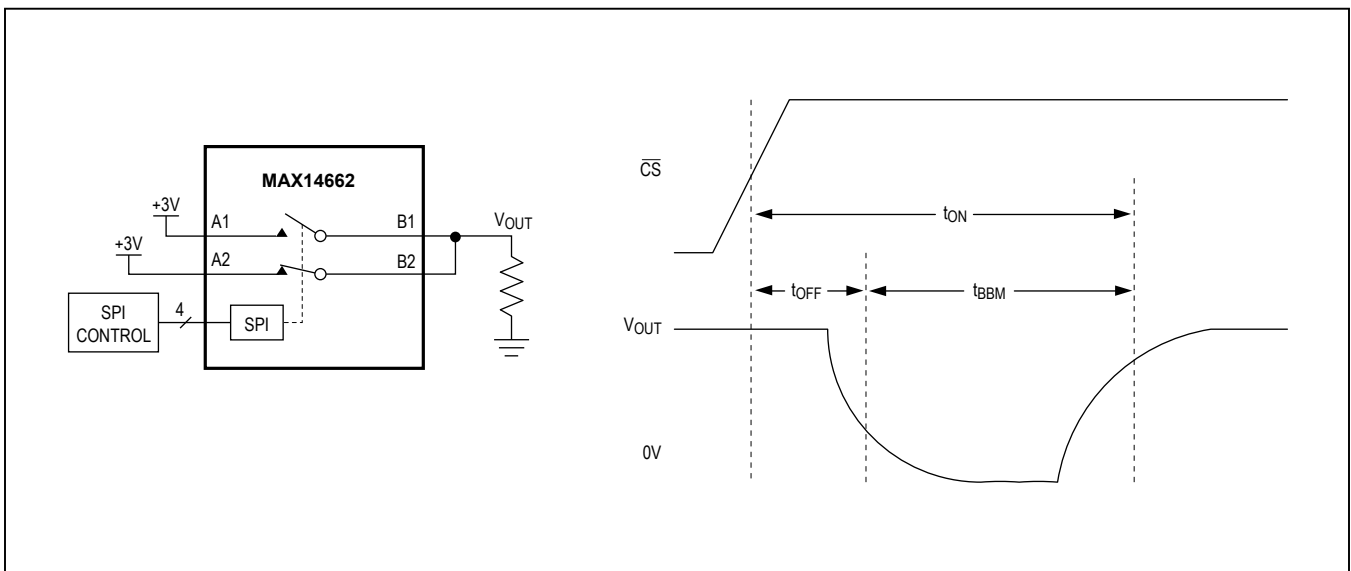 MAX14662
+3V
A1
B1
VOUT
+3V
A2
B2
SPI
CONTROL
4
SPI
CS
tON
tOFF
tBBM
VOUT
0V